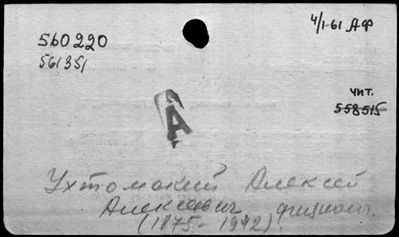 560220
4/I-61 АФ
561351
чит.
558515
А
Ухтомский Алексей
Алексеевич физиол.
(1875-1942).